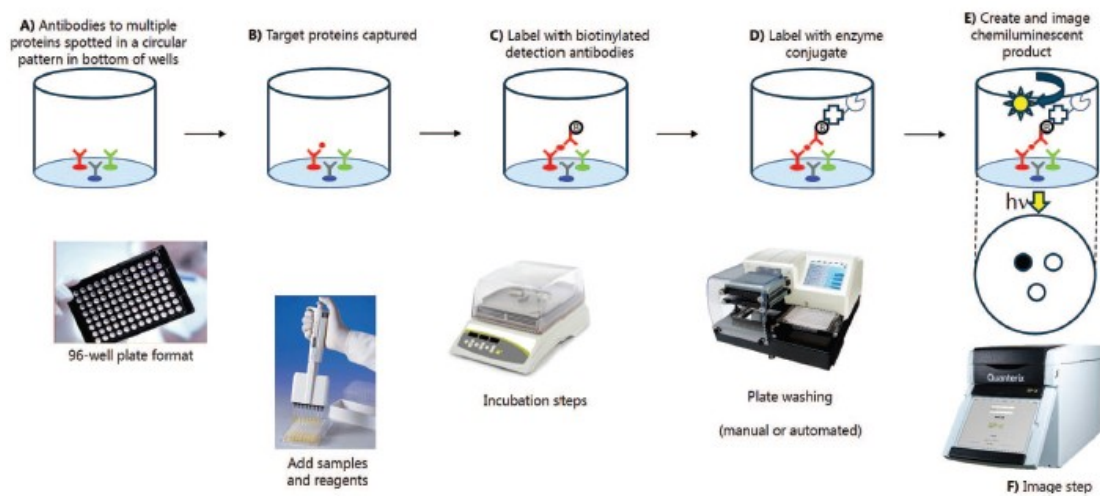 A) Antibodies to multiple
proteins spotted in a circular
pattern in bottom of wells
B) Target proteins captured
C) Label with biotinylated
detection antibodies
D) Label with enzyme
conjugate
E) Create and image
chemiluminescent
product
B
B
B
hν
96-well plate format
Add samples
and reagents
Incubation steps
Plate washing
(manual or automated)
Quanterix
F) Image step